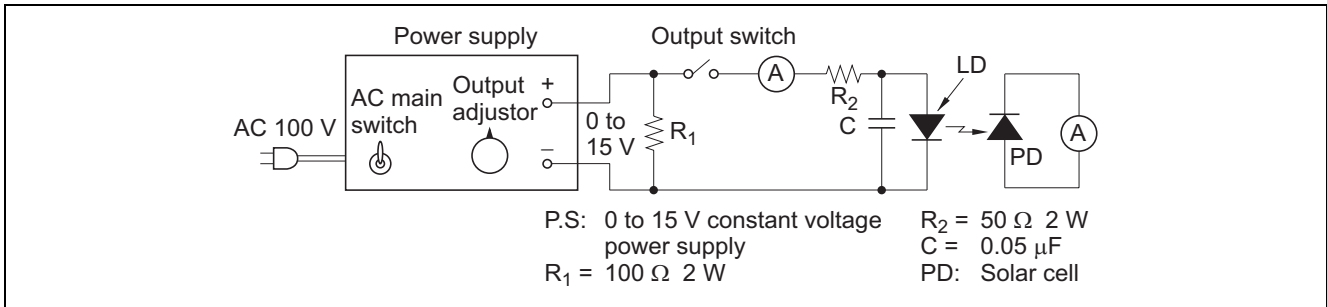 Power supply
Output switch
AC 100 V
AC main
switch
Output
adjustor
+
−
0 to
15 V
R1
A
R2
C
LD
PD
A
P.S: 0 to 15 V constant voltage
power supply
R1 = 100 Ω 2 W
R2 = 50 Ω 2 W
C = 0.05 μF
PD: Solar cell